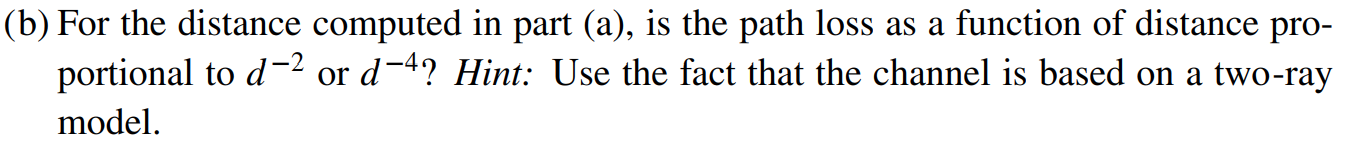 (b) For the distance computed in part (a), is the path loss as a function of distance pro-
portional to d⁻² or d⁻⁴? Hint: Use the fact that the channel is based on a two-ray
model.